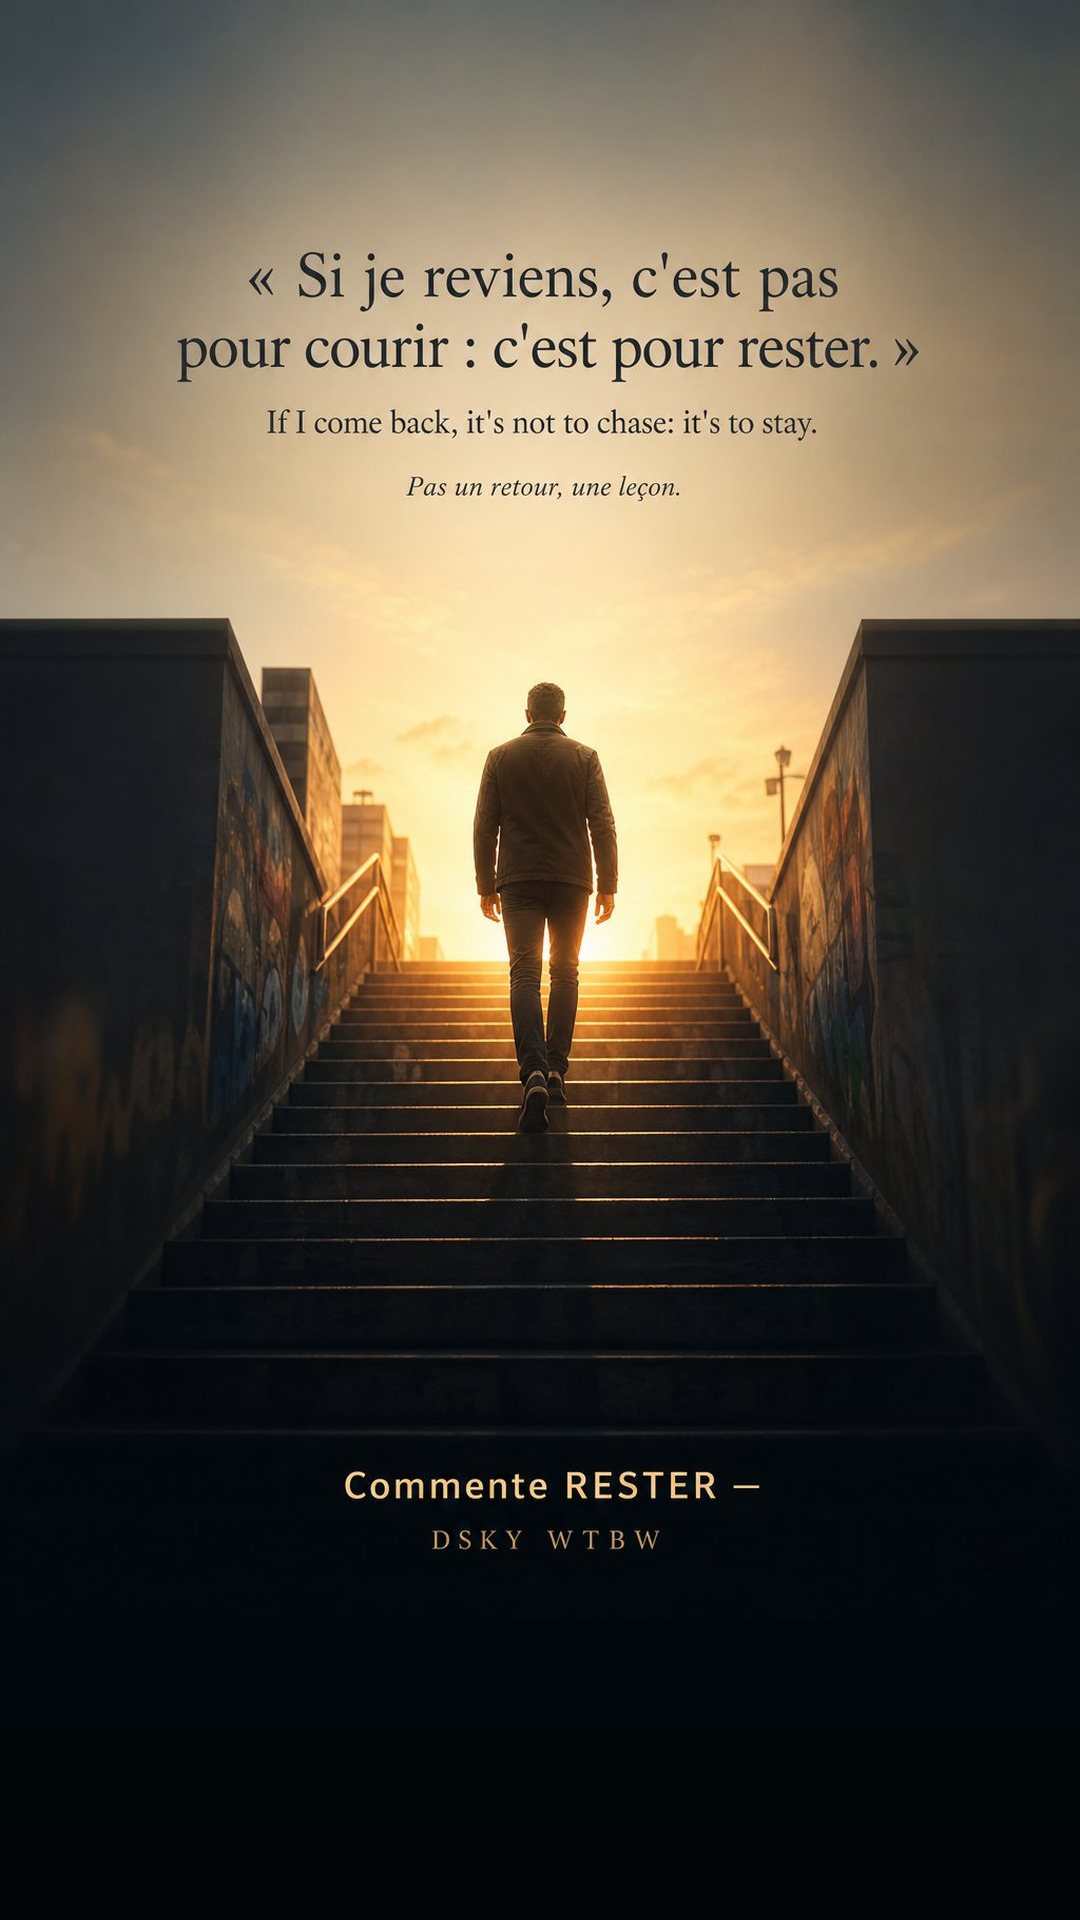 « Si je reviens, c'est pas
pour courir : c'est pour rester. »
If I come back, it's not to chase: it's to stay.
Pas un retour, une leçon.
Commente RESTER —
DSKY WTBW